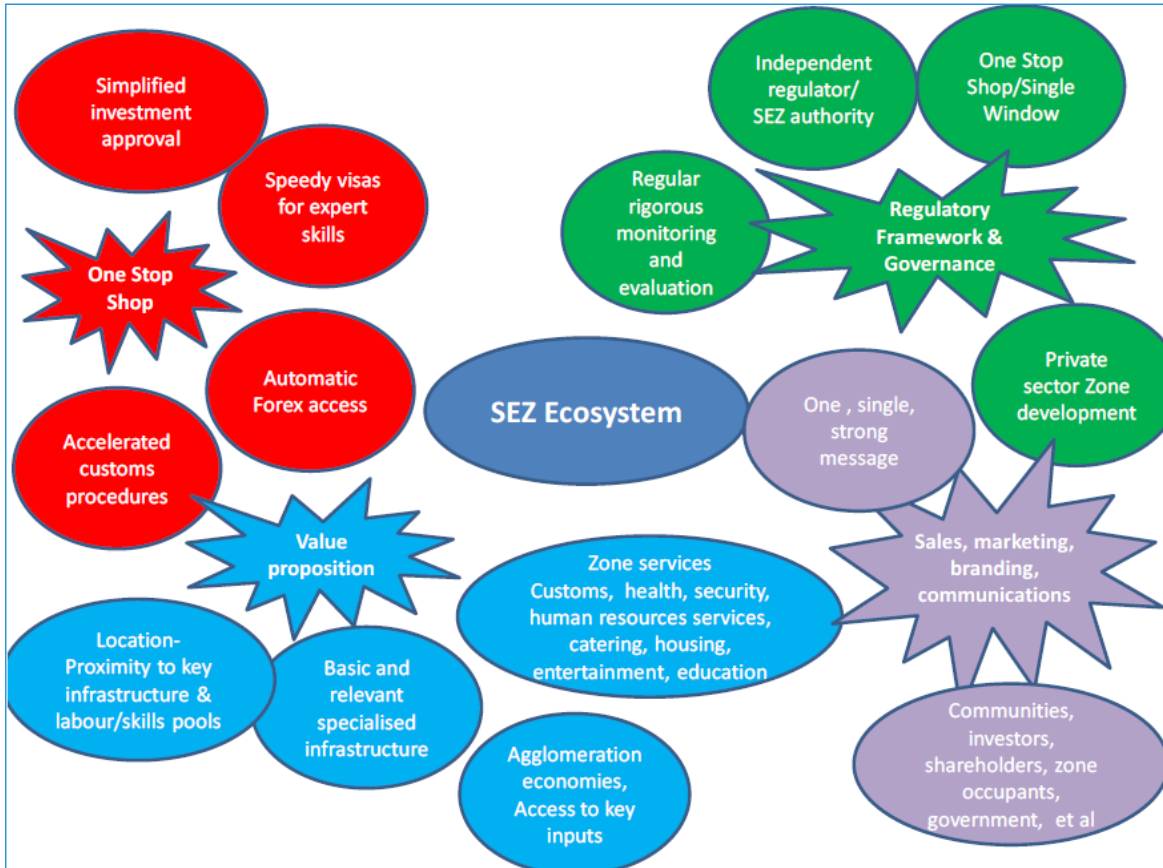 Simplified
investment
approval
Speedy visas
for expert
skills
One Stop
Shop
Automatic
Forex access
Accelerated
customs
procedures
Independent
regulator/
SEZ authority
One Stop
Shop/Single
Window
Regular
rigorous
monitoring
and
evaluation
Regulatory
Framework &
Governance
Private
sector Zone
development
SEZ Ecosystem
One , single,
strong
message
Sales, marketing,
branding,
communications
Communities,
investors,
shareholders, zone
occupants,
government, et al
Value
proposition
Zone services
Customs, health, security,
human resources services,
catering, housing,
entertainment, education
Location-
Proximity to key
infrastructure &
labour/skills pools
Basic and
relevant
specialised
infrastructure
Agglomeration
economies,
Access to key
inputs